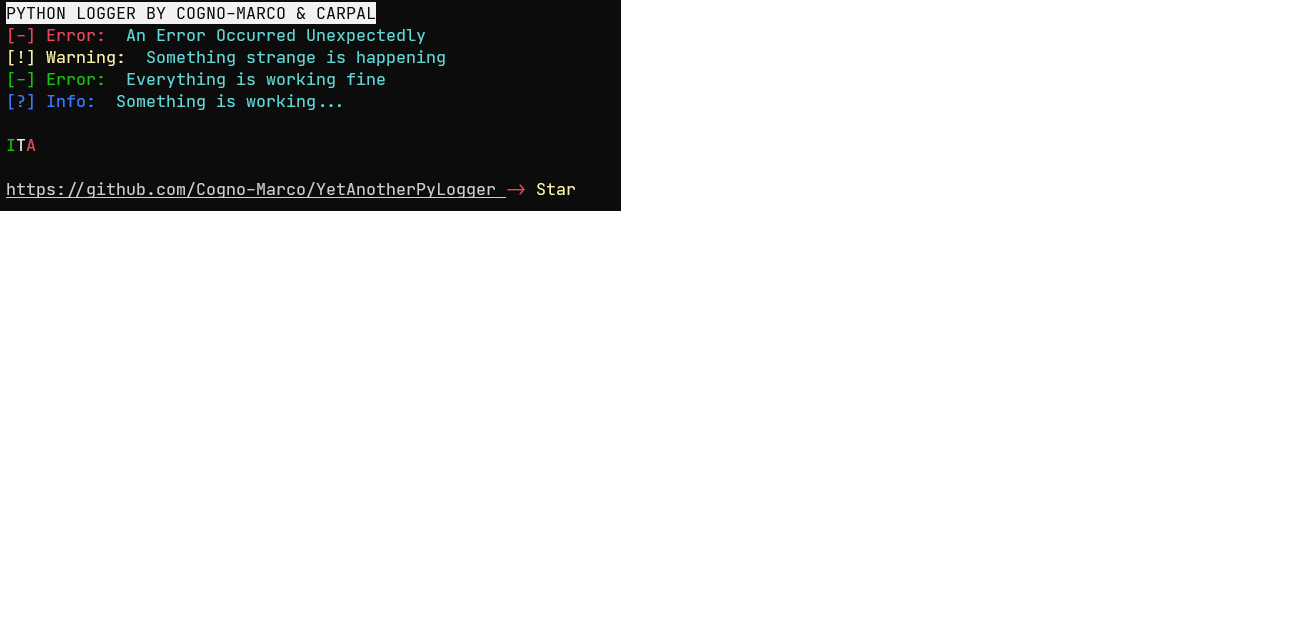 PYTHON LOGGER BY COGNO-MARCO & CARPAL
[-] Error:  An Error Occurred Unexpectedly
[!] Warning:  Something strange is happening
[-] Error:  Everything is working fine
[?] Info:  Something is working...
ITA
https://github.com/Cogno-Marco/YetAnotherPyLogger -> Star